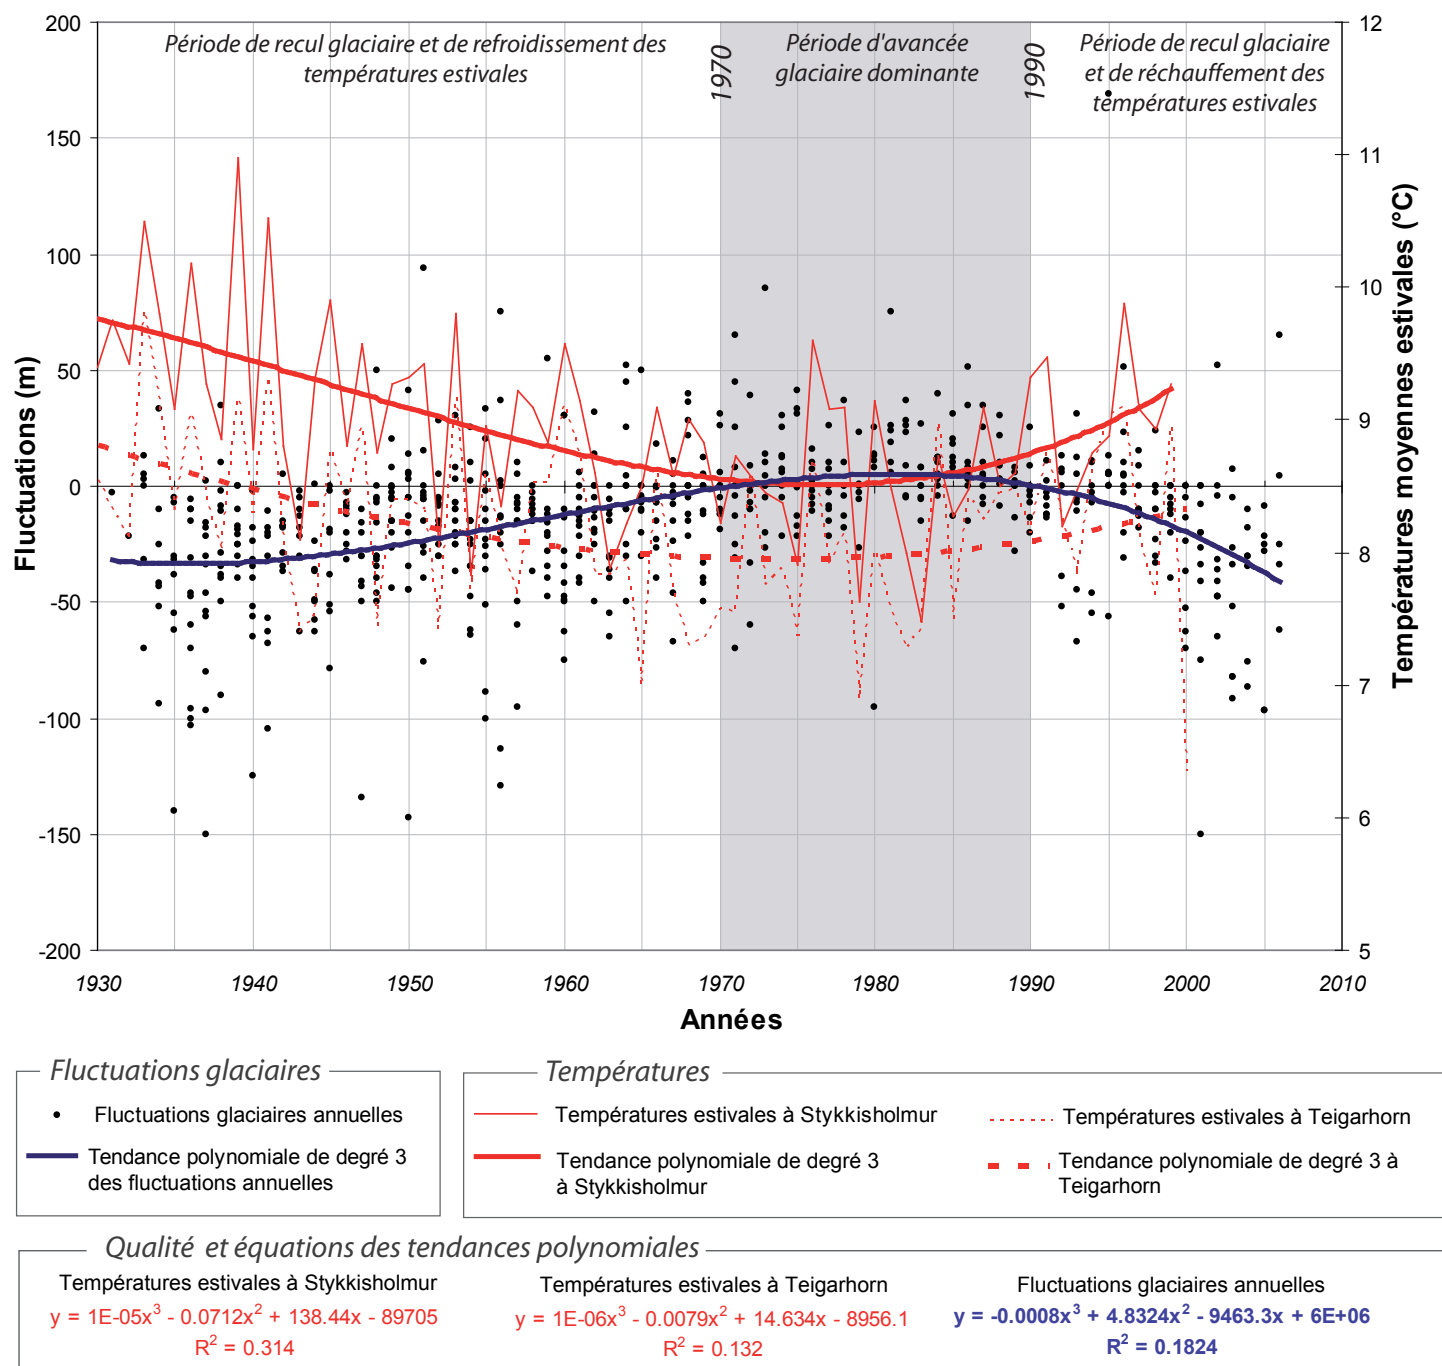 200
150
100
50
0
-50
-100
-150
-200
Fluctuations (m)
Période de recul glaciaire et de refroidissement des
températures estivales
1970
Période d'avancée
glaciaire dominante
1990
Période de recul glaciaire
et de réchauffement des
températures estivales
12
11
10
9
8
7
6
5
Températures moyennes estivales (°C)
1930
1940
1950
1960
1970
1980
1990
2000
2010
Années
Fluctuations glaciaires
Fluctuations glaciaires annuelles
Tendance polynomiale de degré 3
des fluctuations annuelles
Températures
Températures estivales à Stykkisholmur
Tendance polynomiale de degré 3
à Stykkisholmur
Températures estivales à Teigarhorn
Tendance polynomiale de degré 3 à
Teigarhorn
Qualité et équations des tendances polynomiales
Températures estivales à Stykkisholmur
y = 1E-05x³ - 0.0712x² + 138.44x - 89705
R² = 0.314
Températures estivales à Teigarhorn
y = 1E-06x³ - 0.0079x² + 14.634x - 8956.1
R² = 0.132
Fluctuations glaciaires annuelles
y = -0.0008x³ + 4.8324x² - 9463.3x + 6E+06
R² = 0.1824